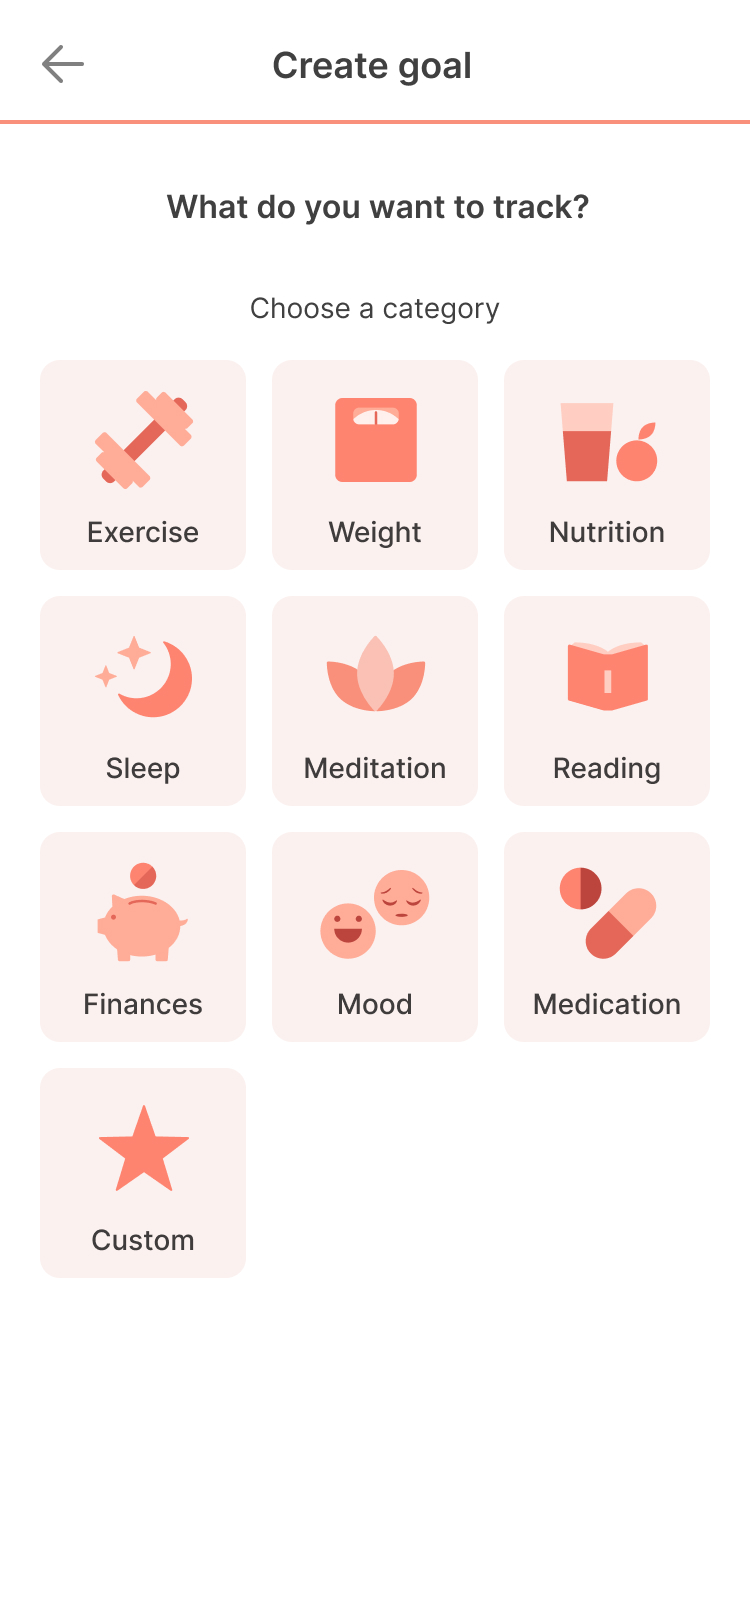 Create goal
What do you want to track?
Choose a category
Exercise
Weight
Nutrition
Sleep
Meditation
Reading
Finances
Mood
Medication
Custom